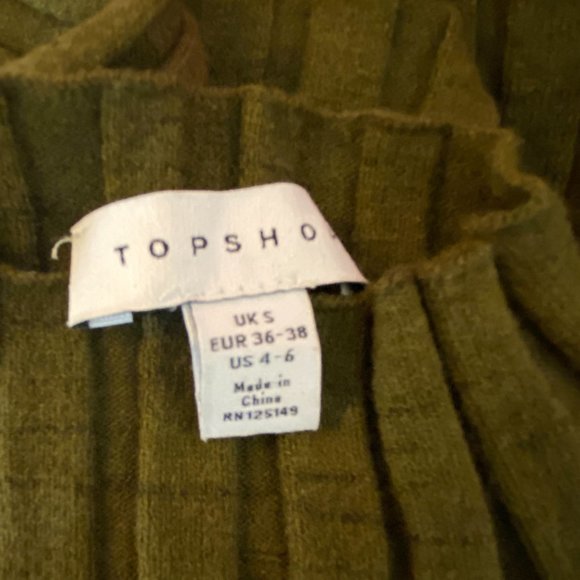 TOPSHO
UK S
EUR 36-38
US 4-6
Made in
China
RN125149